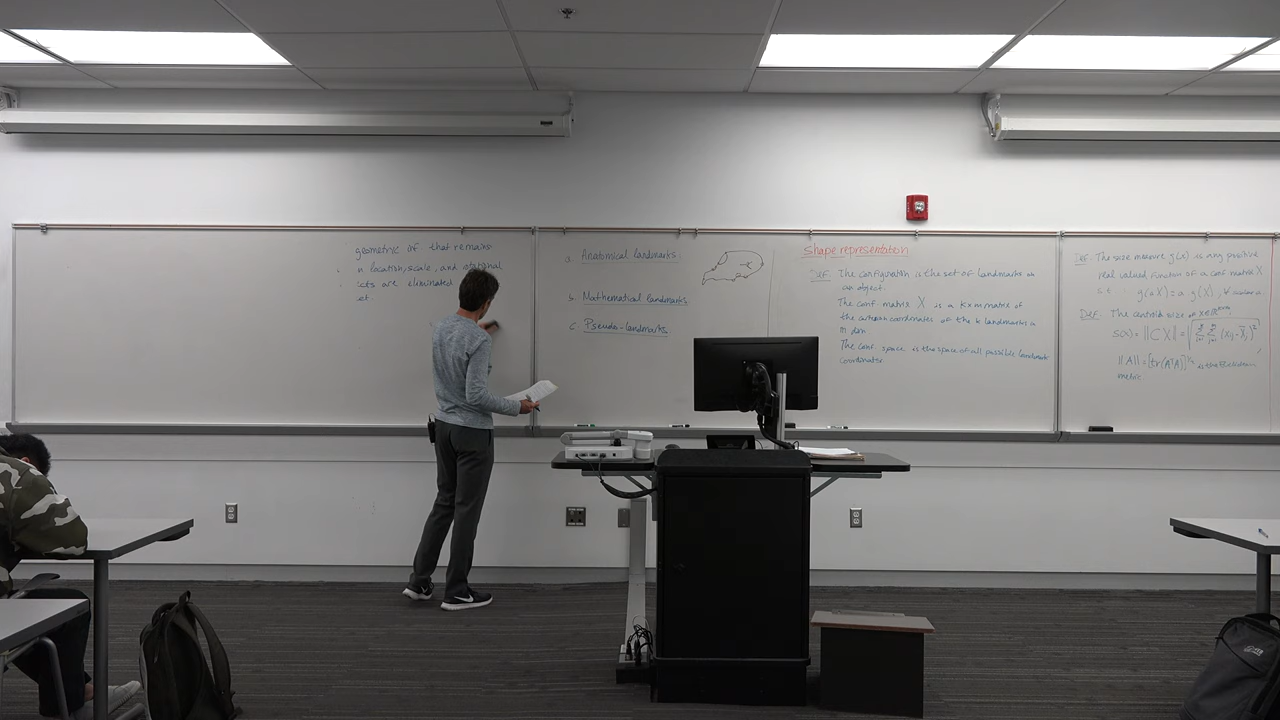 geometric of that remains
n location, scale, and rotational
cts are eliminated
et.
a. Anatomical landmarks
b. Mathematical landmarks
c. Pseudo-landmarks
Shape representation
DEF. The configuration is the set of landmarks on
an object.
The conf. matrix X is a k×m matrix of
the cartesian coordinates of the k landmarks in
m dim.
The conf. space is the space of all possible landmark
coordinates
DEF. The size measure g(x) is any positive
real valued function of a conf matrix X
s.t. g(aX) = a g(X), ∀
DEF. The centroid size of X∈
S(X) = ||CX|| =
||A|| = [tr(AᵀA)]^½ is the Euclidean
metric